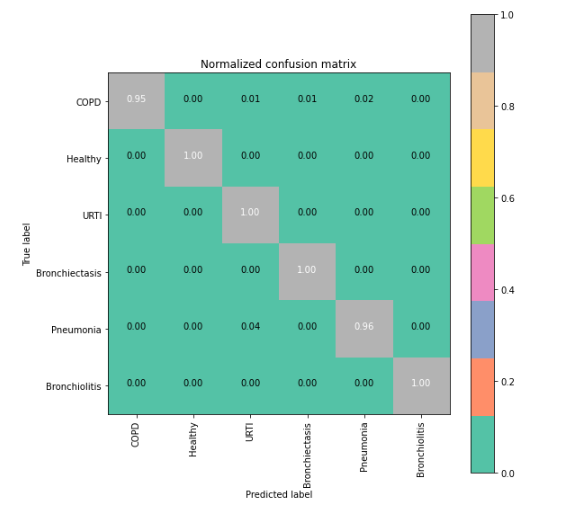 Normalized confusion matrix
1.0
COPD 0.95 0.00 0.01 0.01 0.02 0.00
0.8
Healthy 0.00 1.00 0.00 0.00 0.00 0.00
0.6
URTI 0.00 0.00 1.00 0.00 0.00 0.00
True label
Bronchiectasis 0.00 0.00 0.00 1.00 0.00 0.00
0.4
Pneumonia 0.00 0.00 0.04 0.00 0.96 0.00
0.2
Bronchiolitis 0.00 0.00 0.00 0.00 0.00 1.00
0.0
COPD
Healthy
URTI
Bronchiectasis
Pneumonia
Bronchiolitis
Predicted label